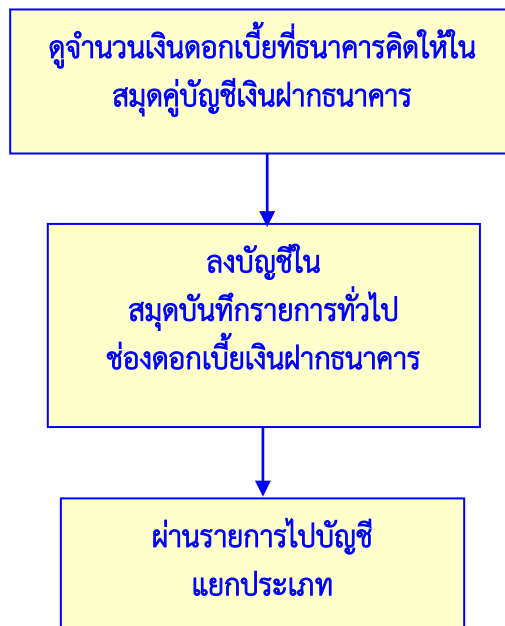 ดูจำนวนเงินดอกเบี้ยที่ธนาคารคิดให้ใน
สมุดคู่บัญชีเงินฝากธนาคาร
ลงบัญชีใน
สมุดบันทึกรายการทั่วไป
ช่องดอกเบี้ยเงินฝากธนาคาร
ผ่านรายการไปบัญชี
แยกประเภท